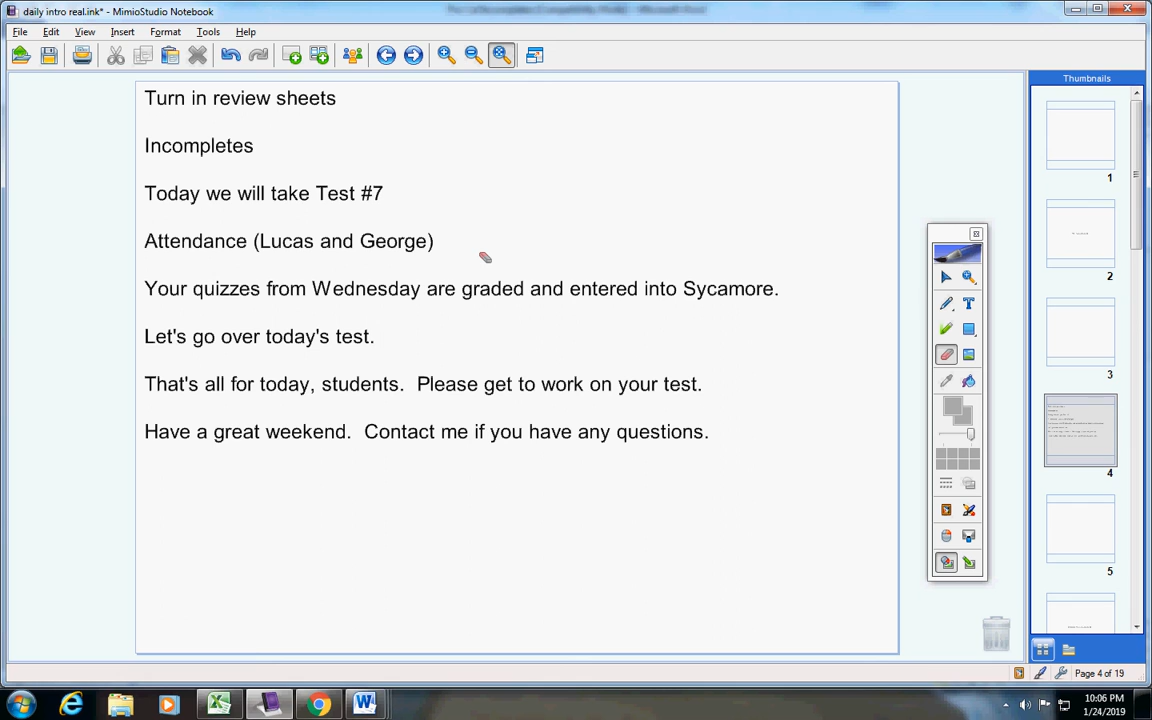 daily intro real.ink* - MimioStudio Notebook
File Edit View Insert Format Tools Help
Thumbnails
Turn in review sheets
Incompletes
Today we will take Test #7
Attendance (Lucas and George)
Your quizzes from Wednesday are graded and entered into Sycamore.
Let's go over today's test.
That's all for today, students. Please get to work on your test.
Have a great weekend. Contact me if you have any questions.
1
2
3
4
5
Page 4 of 19
10:06 PM
1/24/2019